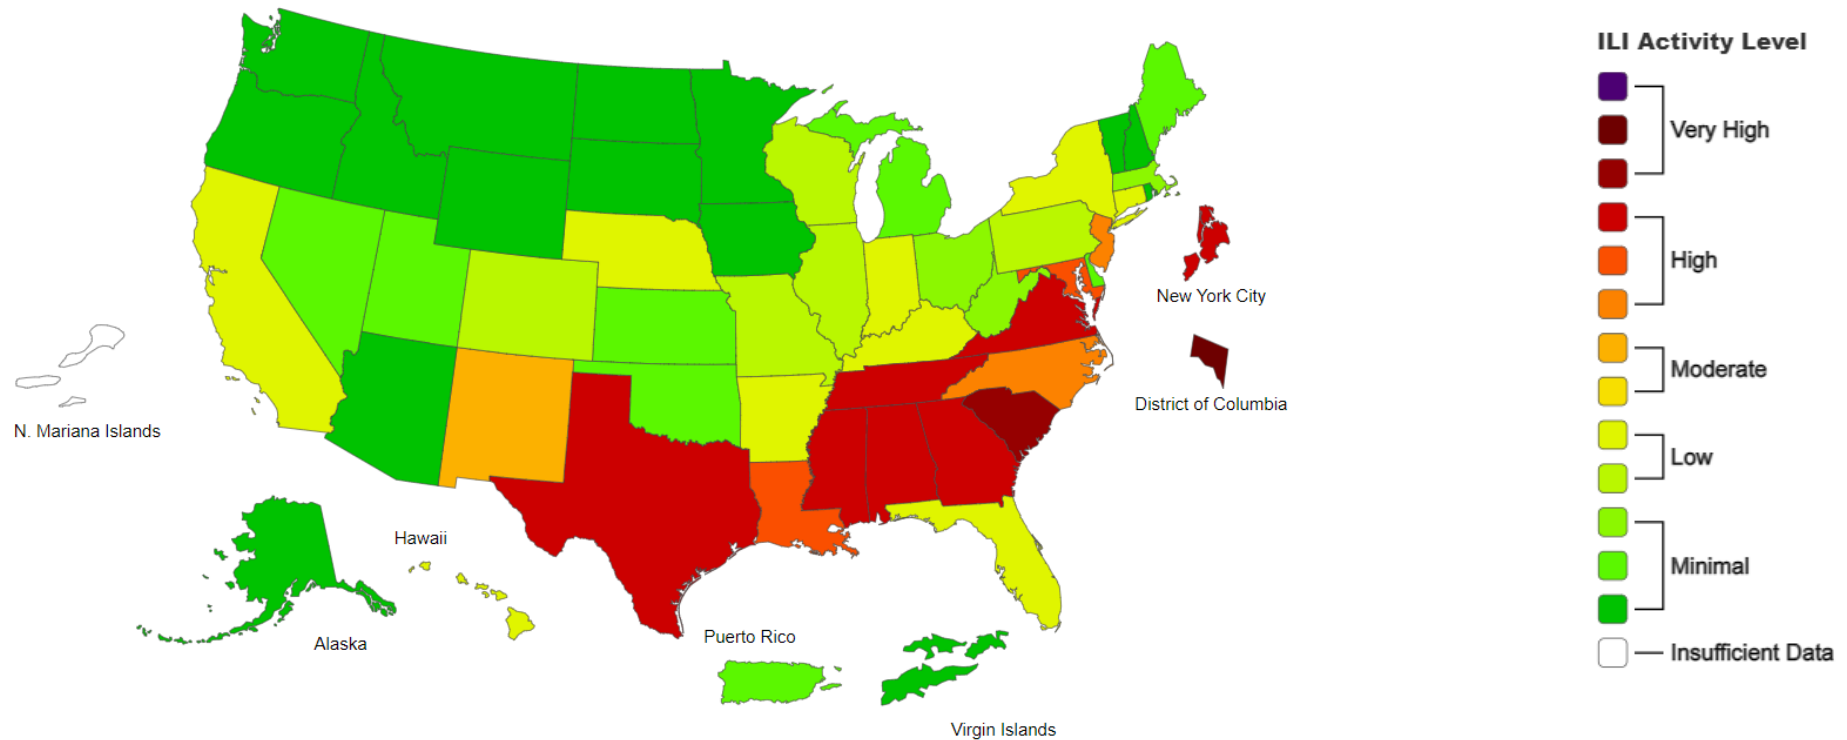 ILI Activity Level
Very High
High
Moderate
Low
Minimal
Insufficient Data
New York City
District of Columbia
N. Mariana Islands
Hawaii
Alaska
Puerto Rico
Virgin Islands